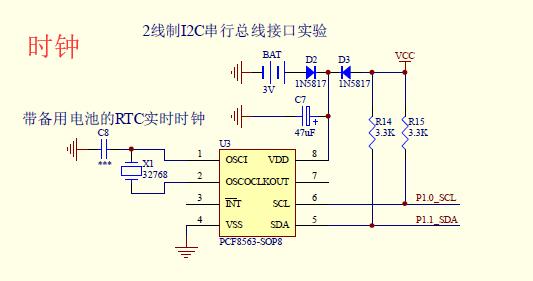 时钟
2线制I2C串行总线接口实验
BAT
3V
D2
1N5817
D3
1N5817
VCC
C7
47uF
+
R14
3.3K
R15
3.3K
带备用电池的RTC实时时钟
C8
***
X1
32768
U3
1 OSCI VDD 8
2 OSCOCLKOUT 7
3 INT SCL 6
4 VSS SDA 5
PCF8563-SOP8
P1.0_SCL
P1.1_SDA